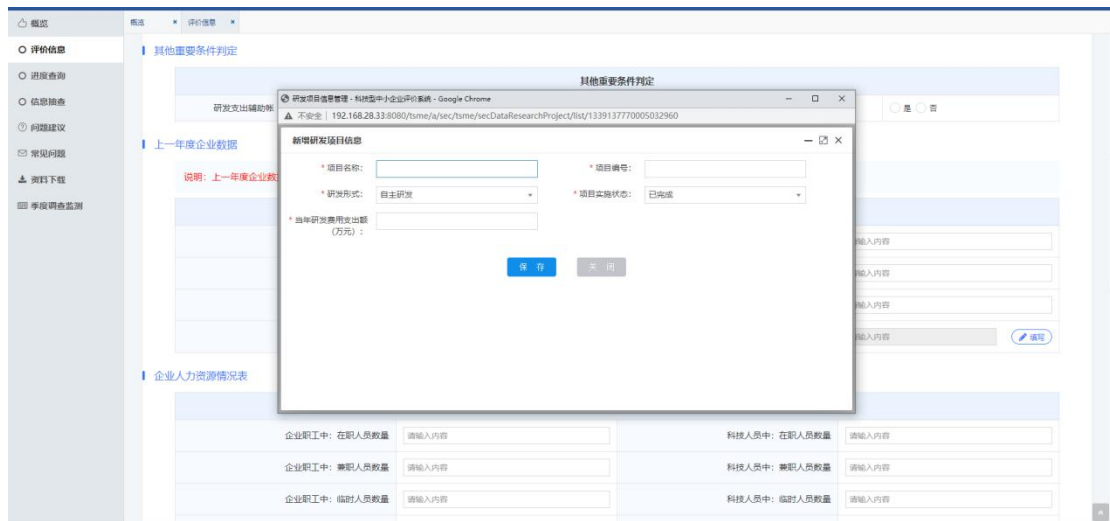 概览
概览 × 评价信息 ×
评价信息
其他重要条件判定
进度查询
其他重要条件判定
信息抽查
研发支出辅助帐
研发项目信息管理 - 科技型中小企业评价系统 - Google Chrome
是 否
不安全 | 192.168.28.33:8080/tsme/a/sec/tsme/secDataResearchProject/list/1339137770005032960
问题建议
新增研发项目信息
上一年度企业数据
常见问题
* 项目名称:
* 项目编号:
资料下载
说明:上一年度企业数
* 研发形式: 自主研发
* 项目实施状态: 已完成
季度调查监测
* 当年研发费用支出额
(万元):
输入内容
保 存
关 闭
输入内容
输入内容
输入内容
填写
企业人力资源情况表
企业职工中:在职人员数量 请输入内容
科技人员中:在职人员数量 请输入内容
企业职工中:兼职人员数量 请输入内容
科技人员中:兼职人员数量 请输入内容
企业职工中:临时人员数量 请输入内容
科技人员中:临时人员数量 请输入内容